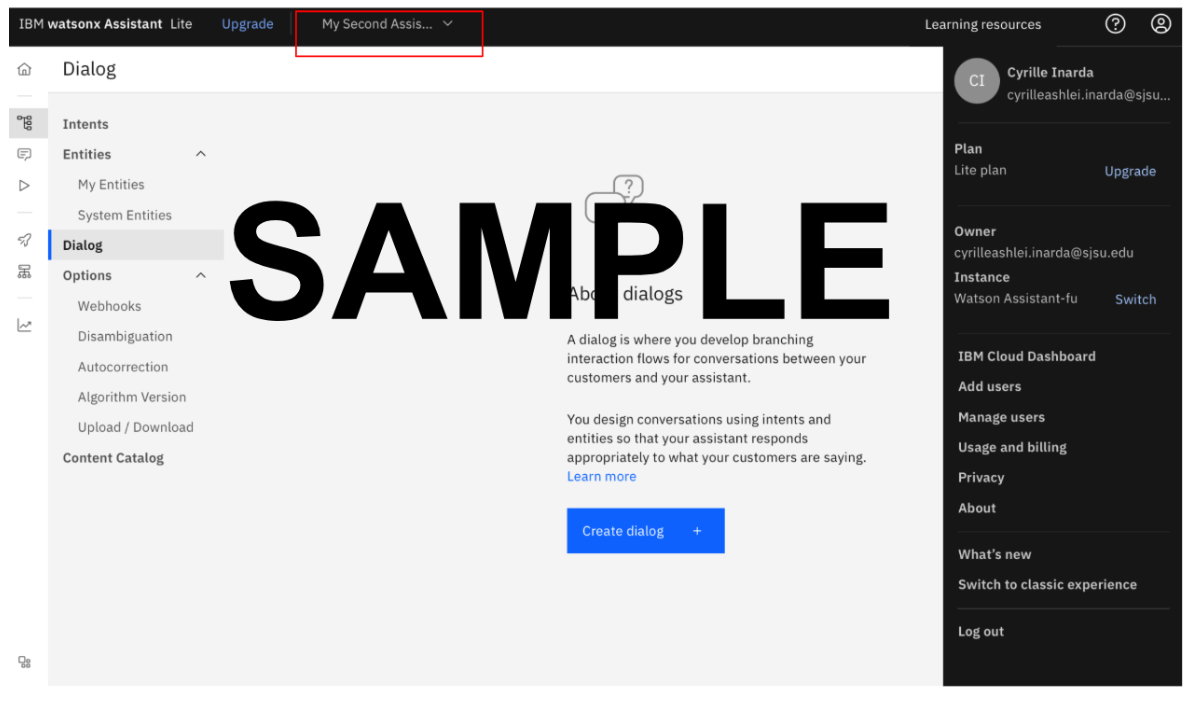 IBM watsonx Assistant Lite Upgrade My Second Assis... Learning resources
Dialog
Intents
Entities
My Entities
System Entities
Dialog
Options
Webhooks
Disambiguation
Autocorrection
Algorithm Version
Upload / Download
Content Catalog
SAMPLE
dialogs
A dialog is where you develop branching
interaction flows for conversations between your
customers and your assistant.
You design conversations using intents and
entities so that your assistant responds
appropriately to what your customers are saying.
Learn more
Create dialog +
CI
Cyrille Inarda
cyrilleashlei.inarda@sjsu...
Plan
Lite plan Upgrade
Owner
cyrilleashlei.inarda@sjsu.edu
Instance
Watson Assistant-fu Switch
IBM Cloud Dashboard
Add users
Manage users
Usage and billing
Privacy
About
What's new
Switch to classic experience
Log out